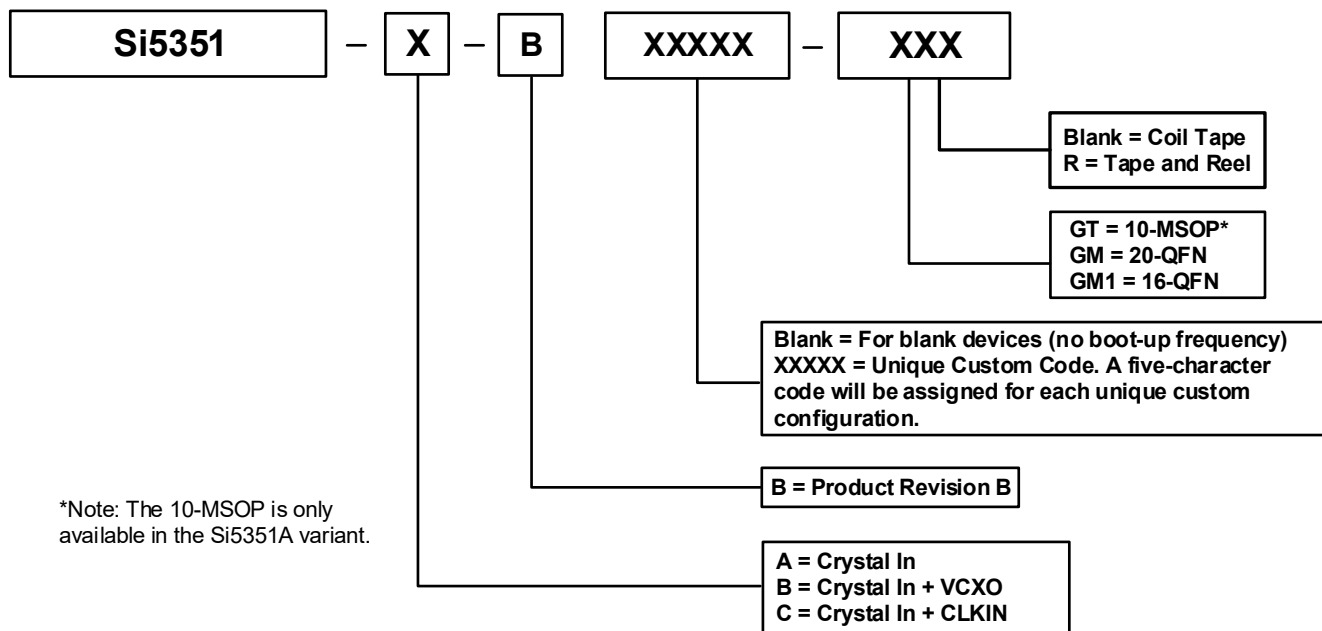 Si5351 – X – B XXXXX – XXX
Blank = Coil Tape
R = Tape and Reel
GT = 10-MSOP*
GM = 20-QFN
GM1 = 16-QFN
Blank = For blank devices (no boot-up frequency)
XXXXX = Unique Custom Code. A five-character
code will be assigned for each unique custom
configuration.
B = Product Revision B
*Note: The 10-MSOP is only
available in the Si5351A variant.
A = Crystal In
B = Crystal In + VCXO
C = Crystal In + CLKIN